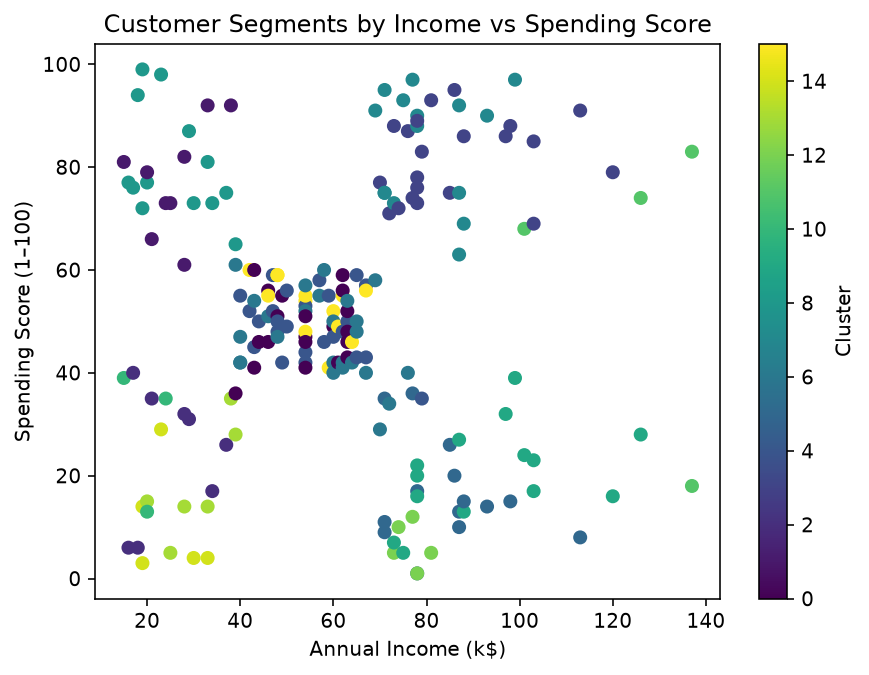 Customer Segments by Income vs Spending Score
100
80
60
40
20
0
Spending Score (1–100)
20 40 60 80 100 120 140
Annual Income (k$)
14
12
10
8
6
4
2
0
Cluster